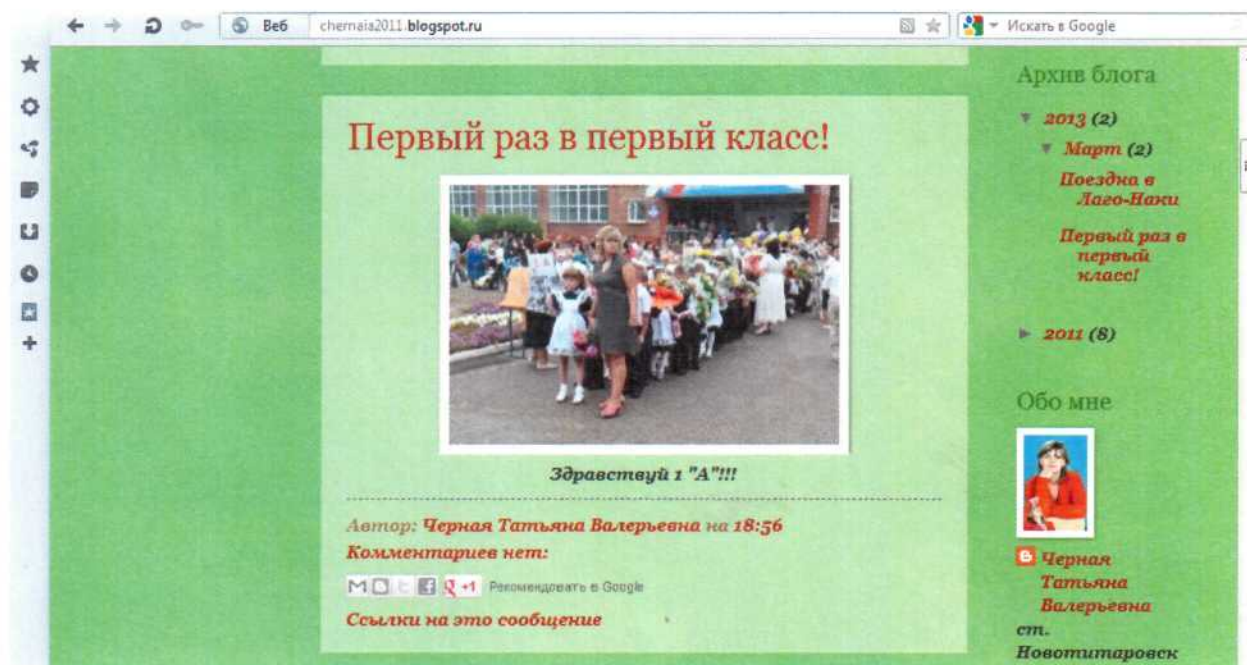 Веб chernaia2011.blogspot.ru Искать в Google
Первый раз в первый класс!
Здравствуй 1 "А"!!!
Автор: Черная Татьяна Валерьевна на 18:56
Комментариев нет:
Рекомендовать в Google
Ссылки на это сообщение
Архив блога
▼ 2013 (2)
▼ Март (2)
Поездка в
Лаго-Наки
Первый раз в
первый
класс!
► 2011 (8)
Обо мне
Черная
Татьяна
Валерьевна
ст.
Новотитаровск